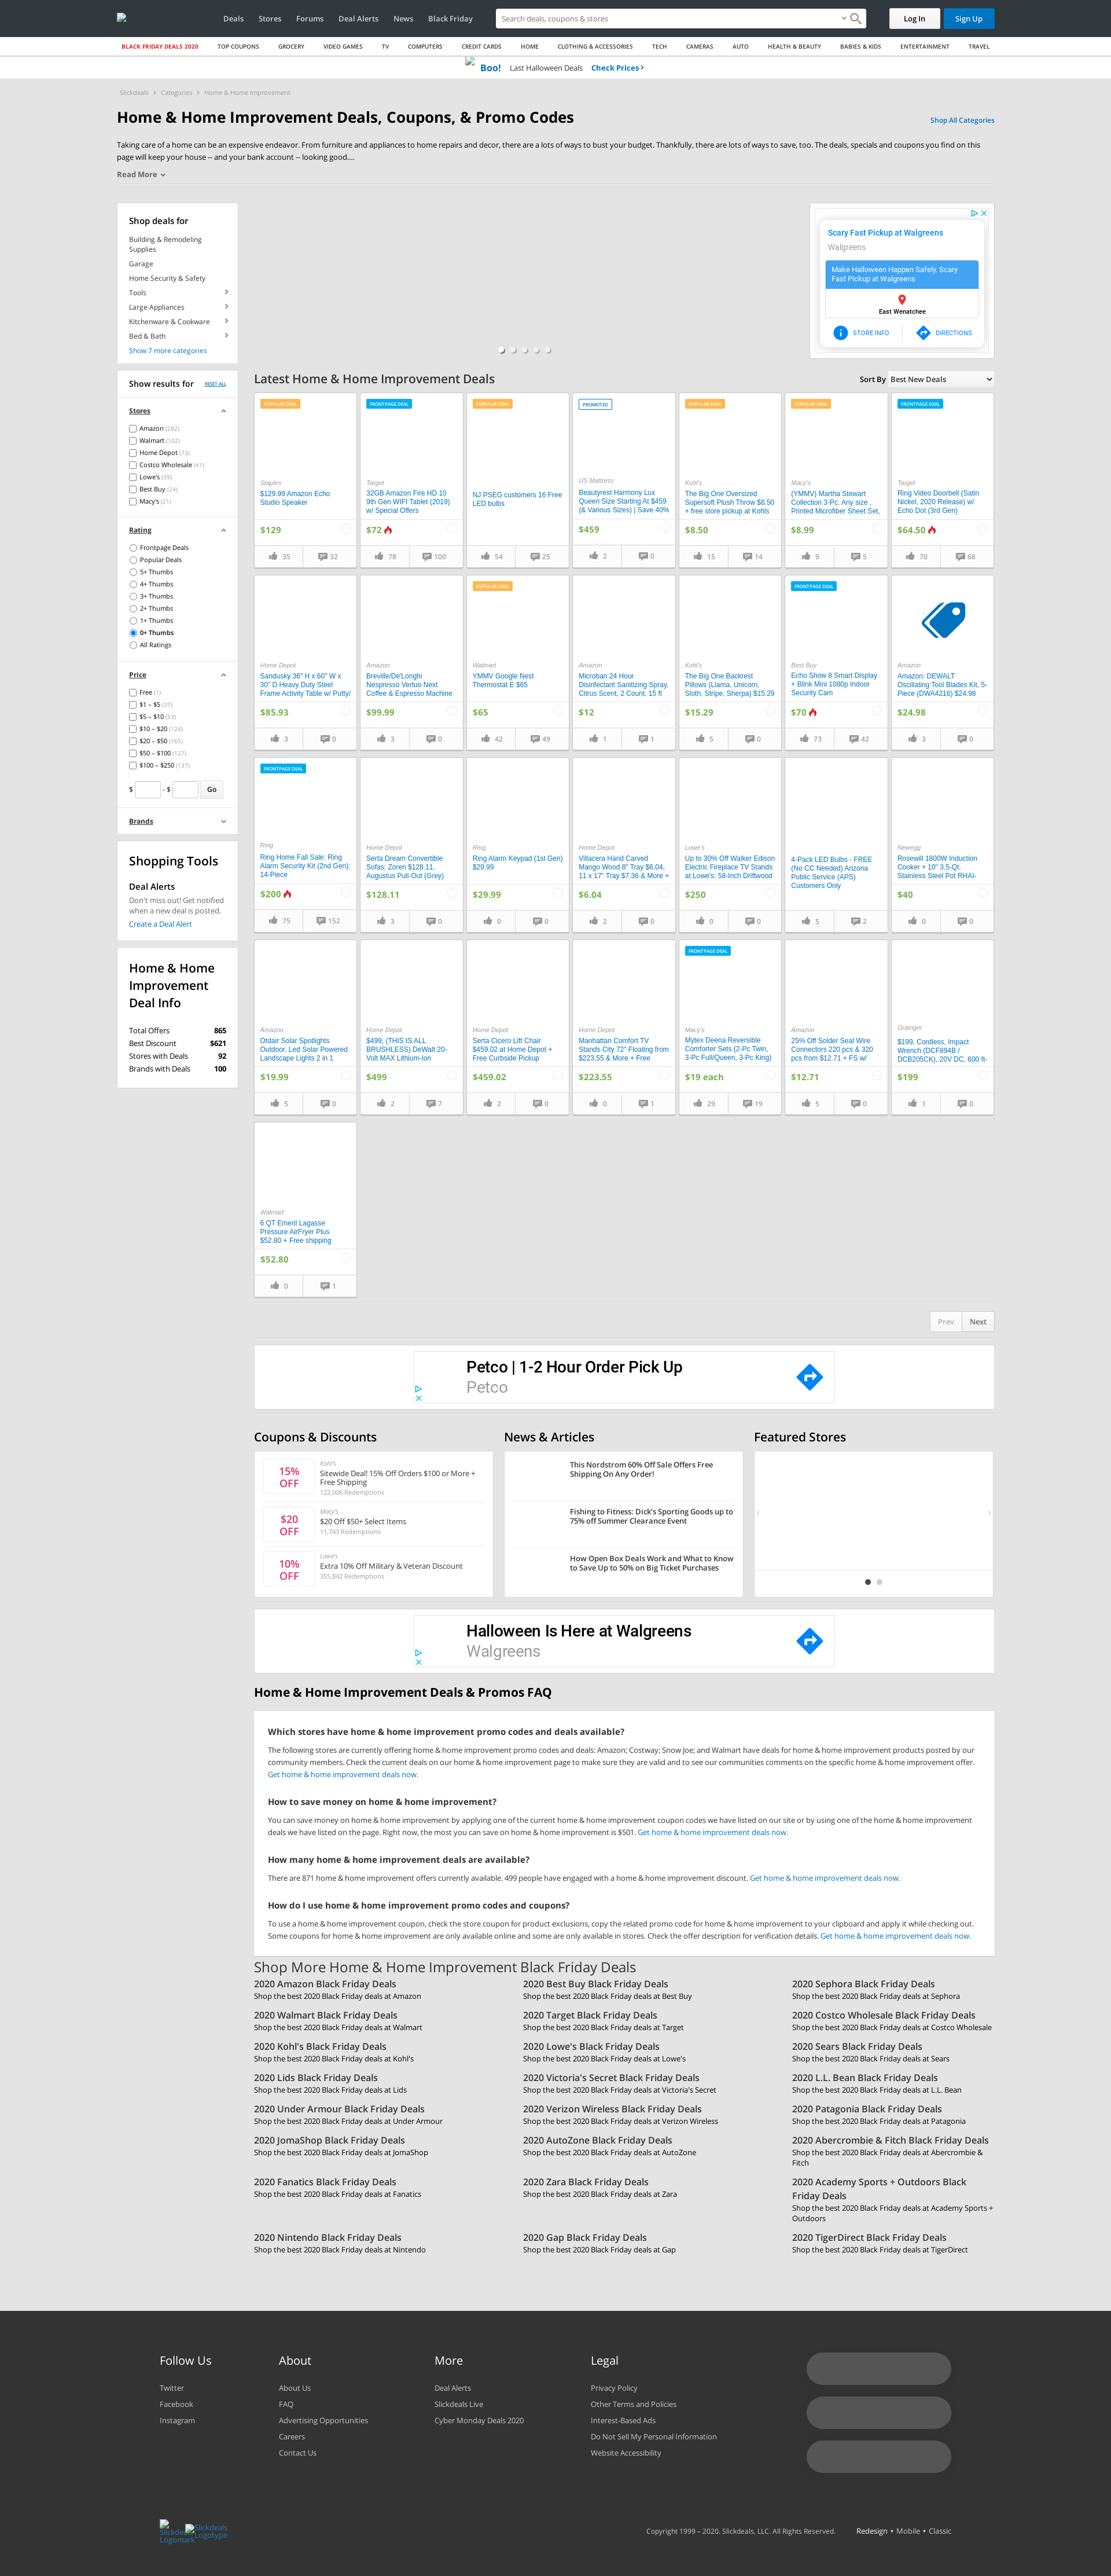 Deals Stores Forums Deal Alerts News Black Friday
Search deals, coupons & stores
Log In
Sign Up
BLACK FRIDAY DEALS 2020 TOP COUPONS GROCERY VIDEO GAMES TV COMPUTERS CREDIT CARDS HOME CLOTHING & ACCESSORIES TECH CAMERAS AUTO HEALTH & BEAUTY BABIES & KIDS ENTERTAINMENT TRAVEL
Boo! Last Halloween Deals Check Prices
Slickdeals Categories Home & Home Improvement
Home & Home Improvement Deals, Coupons, & Promo Codes
Shop All Categories
Taking care of a home can be an expensive endeavor. From furniture and appliances to home repairs and decor, there are a lot of ways to bust your budget. Thankfully, there are lots of ways to save, too. The deals, specials and coupons you find on this
page will keep your house -- and your bank account -- looking good....
Read More
Shop deals for
Building & Remodeling
Supplies
Garage
Home Security & Safety
Tools
Large Appliances
Kitchenware & Cookware
Bed & Bath
Show 7 more categories
Scary Fast Pickup at Walgreens
Walgreens
Make Halloween Happen Safely. Scary
Fast Pickup at Walgreens
East Wenatchee
STORE INFO
DIRECTIONS
Show results for
RESET ALL
Stores
Amazon (282)
Walmart (102)
Home Depot (73)
Costco Wholesale (41)
Lowe's (39)
Best Buy (24)
Macy's (21)
Rating
Frontpage Deals
Popular Deals
5+ Thumbs
4+ Thumbs
3+ Thumbs
2+ Thumbs
1+ Thumbs
0+ Thumbs
All Ratings
Price
Free (1)
$1 – $5 (37)
$5 – $10 (53)
$10 – $20 (124)
$20 – $50 (165)
$50 – $100 (127)
$100 – $250 (137)
$ - $ Go
Brands
Shopping Tools
Deal Alerts
Don't miss out! Get notified
when a new deal is posted.
Create a Deal Alert
Home & Home
Improvement
Deal Info
Total Offers 865
Best Discount $621
Stores with Deals 92
Brands with Deals 100
Latest Home & Home Improvement Deals
Sort By Best New Deals
POPULAR DEAL
Staples
$129.99 Amazon Echo
Studio Speaker
$129
35 32
FRONTPAGE DEAL
Target
32GB Amazon Fire HD 10
9th Gen WIFI Tablet (2019)
w/ Special Offers
$72
78 100
POPULAR DEAL
NJ PSEG customers 16 Free
LED bulbs
54 25
PROMOTED
US Mattress
Beautyrest Harmony Lux
Queen Size Starting At $459
(& Various Sizes) | Save 40%
$459
2 0
POPULAR DEAL
Kohl's
The Big One Oversized
Supersoft Plush Throw $8.50
+ free store pickup at Kohls
$8.50
15 14
POPULAR DEAL
Macy's
(YMMV) Martha Stewart
Collection 3-Pc. Any size ,
Printed Microfiber Sheet Set,
$8.99
9 5
FRONTPAGE DEAL
Target
Ring Video Doorbell (Satin
Nickel, 2020 Release) w/
Echo Dot (3rd Gen)
$64.50
70 68
Home Depot
Sandusky 36" H x 60" W x
30" D Heavy Duty Steel
Frame Activity Table w/ Putty/
$85.93
3 0
Amazon
Breville/De'Longhi
Nespresso Vertuo Next
Coffee & Espresso Machine
$99.99
3 0
POPULAR DEAL
Walmart
YMMV Google Nest
Thermostat E $65
$65
42 49
Amazon
Microban 24 Hour
Disinfectant Sanitizing Spray,
Citrus Scent, 2 Count, 15 fl
$12
1 1
Kohl's
The Big One Backrest
Pillows (Llama, Unicorn,
Sloth, Stripe, Sherpa) $15.29
$15.29
5 0
FRONTPAGE DEAL
Best Buy
Echo Show 8 Smart Display
+ Blink Mini 1080p Indoor
Security Cam
$70
73 42
Amazon
Amazon: DEWALT
Oscillating Tool Blades Kit, 5-
Piece (DWA4216) $24.98
$24.98
3 0
FRONTPAGE DEAL
Ring
Ring Home Fall Sale: Ring
Alarm Security Kit (2nd Gen):
14-Piece
$200
75 152
Home Depot
Serta Dream Convertible
Sofas: Zoren $128.11,
Augustus Pull-Out (Grey)
$128.11
3 0
Ring
Ring Alarm Keypad (1st Gen)
$29.99
$29.99
0 0
Home Depot
Villacera Hand Carved
Mango Wood 8" Tray $6.04,
11 x 17" Tray $7.36 & More +
$6.04
2 0
Lowe's
Up to 30% Off Walker Edison
Electric Fireplace TV Stands
at Lowe's: 58-Inch Driftwood
$250
0 0
4-Pack LED Bulbs - FREE
(No CC Needed) Arizona
Public Service (APS)
Customers Only
5 2
Newegg
Rosewill 1800W Induction
Cooker + 10" 3.5-Qt.
Stainless Steel Pot RHAI-
$40
0 0
Amazon
Otdair Solar Spotlights
Outdoor, Led Solar Powered
Landscape Lights 2 in 1
$19.99
5 0
Home Depot
$499, (THIS IS ALL
BRUSHLESS) DeWalt 20-
Volt MAX Lithium-Ion
$499
2 7
Home Depot
Serta Cicero Lift Chair
$459.02 at Home Depot +
Free Curbside Pickup
$459.02
2 0
Home Depot
Manhattan Comfort TV
Stands City 72" Floating from
$223.55 & More + Free
$223.55
0 1
FRONTPAGE DEAL
Macy's
Mytex Deena Reversible
Comforter Sets (2-Pc Twin,
3-Pc Full/Queen, 3-Pc King)
$19 each
29 19
Amazon
25% Off Solder Seal Wire
Connectors 220 pcs & 320
pcs from $12.71 + FS w/
$12.71
5 0
Grainger
$199, Cordless, Impact
Wrench (DCF894B /
DCB205CK), 20V DC, 600 ft-
$199
1 0
Walmart
6 QT Emeril Lagasse
Pressure AirFryer Plus
$52.80 + Free shipping
$52.80
0 1
Prev Next
Petco | 1-2 Hour Order Pick Up
Petco
Coupons & Discounts
15%
OFF
Kohl's
Sitewide Deal! 15% Off Orders $100 or More +
Free Shipping
122,006 Redemptions
$20
OFF
Macy's
$20 Off $50+ Select Items
11,743 Redemptions
10%
OFF
Lowe's
Extra 10% Off Military & Veteran Discount
355,842 Redemptions
News & Articles
This Nordstrom 60% Off Sale Offers Free
Shipping On Any Order!
Fishing to Fitness: Dick's Sporting Goods up to
75% off Summer Clearance Event
How Open Box Deals Work and What to Know
to Save Up to 50% on Big Ticket Purchases
Featured Stores
Halloween Is Here at Walgreens
Walgreens
Home & Home Improvement Deals & Promos FAQ
Which stores have home & home improvement promo codes and deals available?
The following stores are currently offering home & home improvement promo codes and deals: Amazon; Costway; Snow Joe; and Walmart have deals for home & home improvement products posted by our
community members. Check the current deals on our home & home improvement page to make sure they are valid and to see our communities comments on the specific home & home improvement offer.
Get home & home improvement deals now.
How to save money on home & home improvement?
You can save money on home & home improvement by applying one of the current home & home improvement coupon codes we have listed on our site or by using one of the home & home improvement
deals we have listed on the page. Right now, the most you can save on home & home improvement is $501. Get home & home improvement deals now.
How many home & home improvement deals are available?
There are 871 home & home improvement offers currently available. 499 people have engaged with a home & home improvement discount. Get home & home improvement deals now.
How do I use home & home improvement promo codes and coupons?
To use a home & home improvement coupon, check the store coupon for product exclusions, copy the related promo code for home & home improvement to your clipboard and apply it while checking out.
Some coupons for home & home improvement are only available online and some are only available in stores. Check the offer description for verification details. Get home & home improvement deals now.
Shop More Home & Home Improvement Black Friday Deals
2020 Amazon Black Friday Deals
Shop the best 2020 Black Friday deals at Amazon
2020 Best Buy Black Friday Deals
Shop the best 2020 Black Friday deals at Best Buy
2020 Sephora Black Friday Deals
Shop the best 2020 Black Friday deals at Sephora
2020 Walmart Black Friday Deals
Shop the best 2020 Black Friday deals at Walmart
2020 Target Black Friday Deals
Shop the best 2020 Black Friday deals at Target
2020 Costco Wholesale Black Friday Deals
Shop the best 2020 Black Friday deals at Costco Wholesale
2020 Kohl's Black Friday Deals
Shop the best 2020 Black Friday deals at Kohl's
2020 Lowe's Black Friday Deals
Shop the best 2020 Black Friday deals at Lowe's
2020 Sears Black Friday Deals
Shop the best 2020 Black Friday deals at Sears
2020 Lids Black Friday Deals
Shop the best 2020 Black Friday deals at Lids
2020 Victoria's Secret Black Friday Deals
Shop the best 2020 Black Friday deals at Victoria's Secret
2020 L.L. Bean Black Friday Deals
Shop the best 2020 Black Friday deals at L.L. Bean
2020 Under Armour Black Friday Deals
Shop the best 2020 Black Friday deals at Under Armour
2020 Verizon Wireless Black Friday Deals
Shop the best 2020 Black Friday deals at Verizon Wireless
2020 Patagonia Black Friday Deals
Shop the best 2020 Black Friday deals at Patagonia
2020 JomaShop Black Friday Deals
Shop the best 2020 Black Friday deals at JomaShop
2020 AutoZone Black Friday Deals
Shop the best 2020 Black Friday deals at AutoZone
2020 Abercrombie & Fitch Black Friday Deals
Shop the best 2020 Black Friday deals at Abercrombie &
Fitch
2020 Fanatics Black Friday Deals
Shop the best 2020 Black Friday deals at Fanatics
2020 Zara Black Friday Deals
Shop the best 2020 Black Friday deals at Zara
2020 Academy Sports + Outdoors Black
Friday Deals
Shop the best 2020 Black Friday deals at Academy Sports +
Outdoors
2020 Nintendo Black Friday Deals
Shop the best 2020 Black Friday deals at Nintendo
2020 Gap Black Friday Deals
Shop the best 2020 Black Friday deals at Gap
2020 TigerDirect Black Friday Deals
Shop the best 2020 Black Friday deals at TigerDirect
Follow Us
Twitter
Facebook
Instagram
About
About Us
FAQ
Advertising Opportunities
Careers
Contact Us
More
Deal Alerts
Slickdeals Live
Cyber Monday Deals 2020
Legal
Privacy Policy
Other Terms and Policies
Interest-Based Ads
Do Not Sell My Personal Information
Website Accessibility
Slickdeals
Logomark
Slickdeals
Logotype
Copyright 1999 – 2020. Slickdeals, LLC. All Rights Reserved.
Redesign • Mobile • Classic